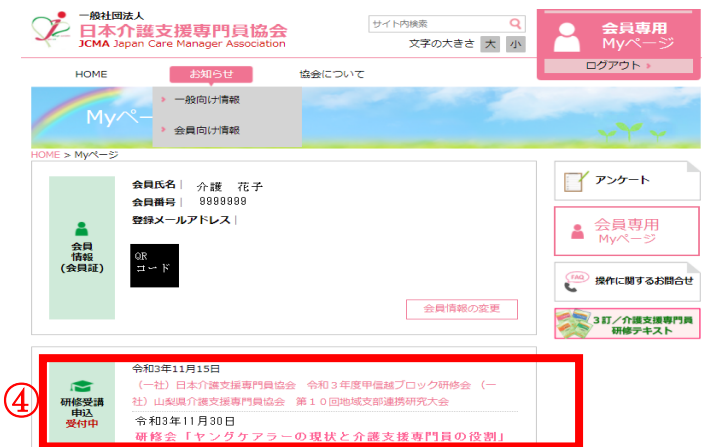 一般社団法人
日本介護支援専門員協会
JCMA Japan Care Manager Association
サイト内検索
文字の大きさ 大 小
会員専用
Myページ
ログアウト
HOME お知らせ 協会について
一般向け情報
会員向け情報
Myペー
HOME > Myページ
会員
情報
(会員証)
会員氏名| 介護 花子
会員番号| 9999999
登録メールアドレス|
QR
コード
会員情報の変更
アンケート
会員専用
Myページ
FAQ 操作に関するお問合せ
3訂/介護支援専門員
研修テキスト
④
研修受講
申込
受付中
令和3年11月15日
(一社)日本介護支援専門員協会 令和3年度甲信越ブロック研修会 (一
社)山梨県介護支援専門員協会 第10回地域支部連携研究大会
令和3年11月30日
研修会「ヤングケアラーの現状と介護支援専門員の役割」